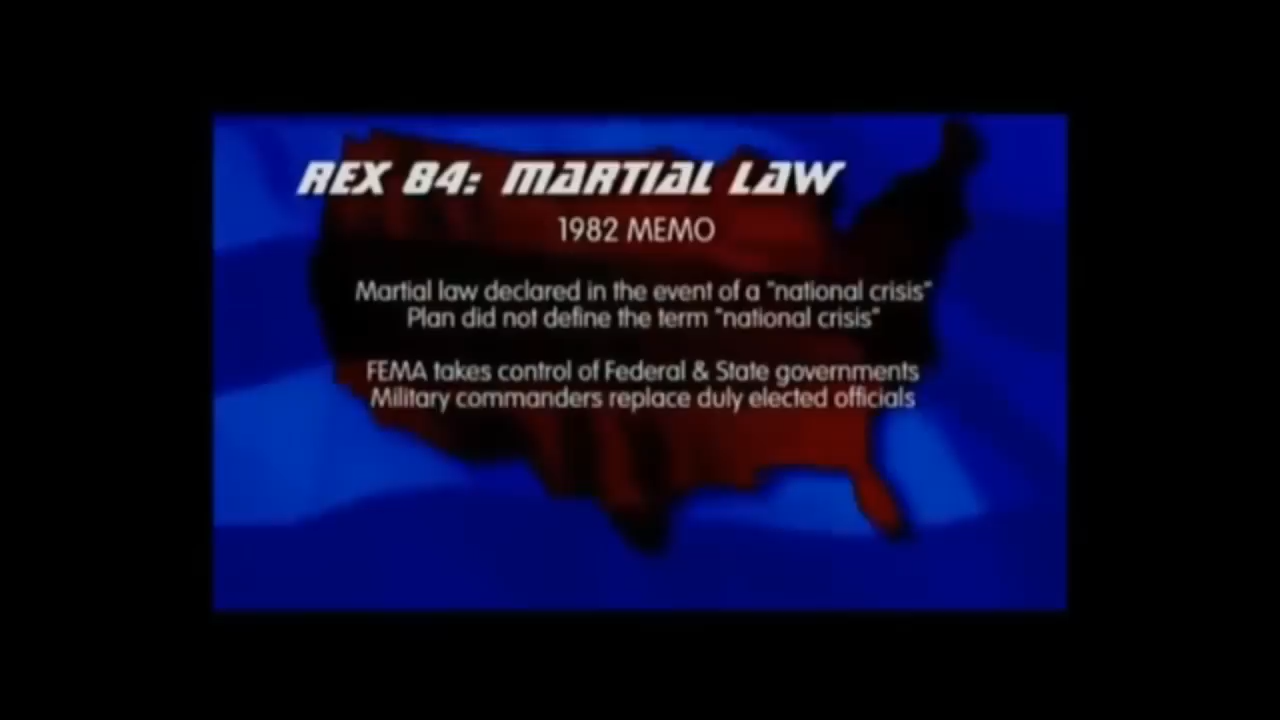 REX 84: MARTIAL LAW
1982 MEMO
Martial law declared in the event of a "national crisis"
Plan did not define the term "national crisis"
FEMA takes control of Federal & State governments
Military commanders replace duly elected officials